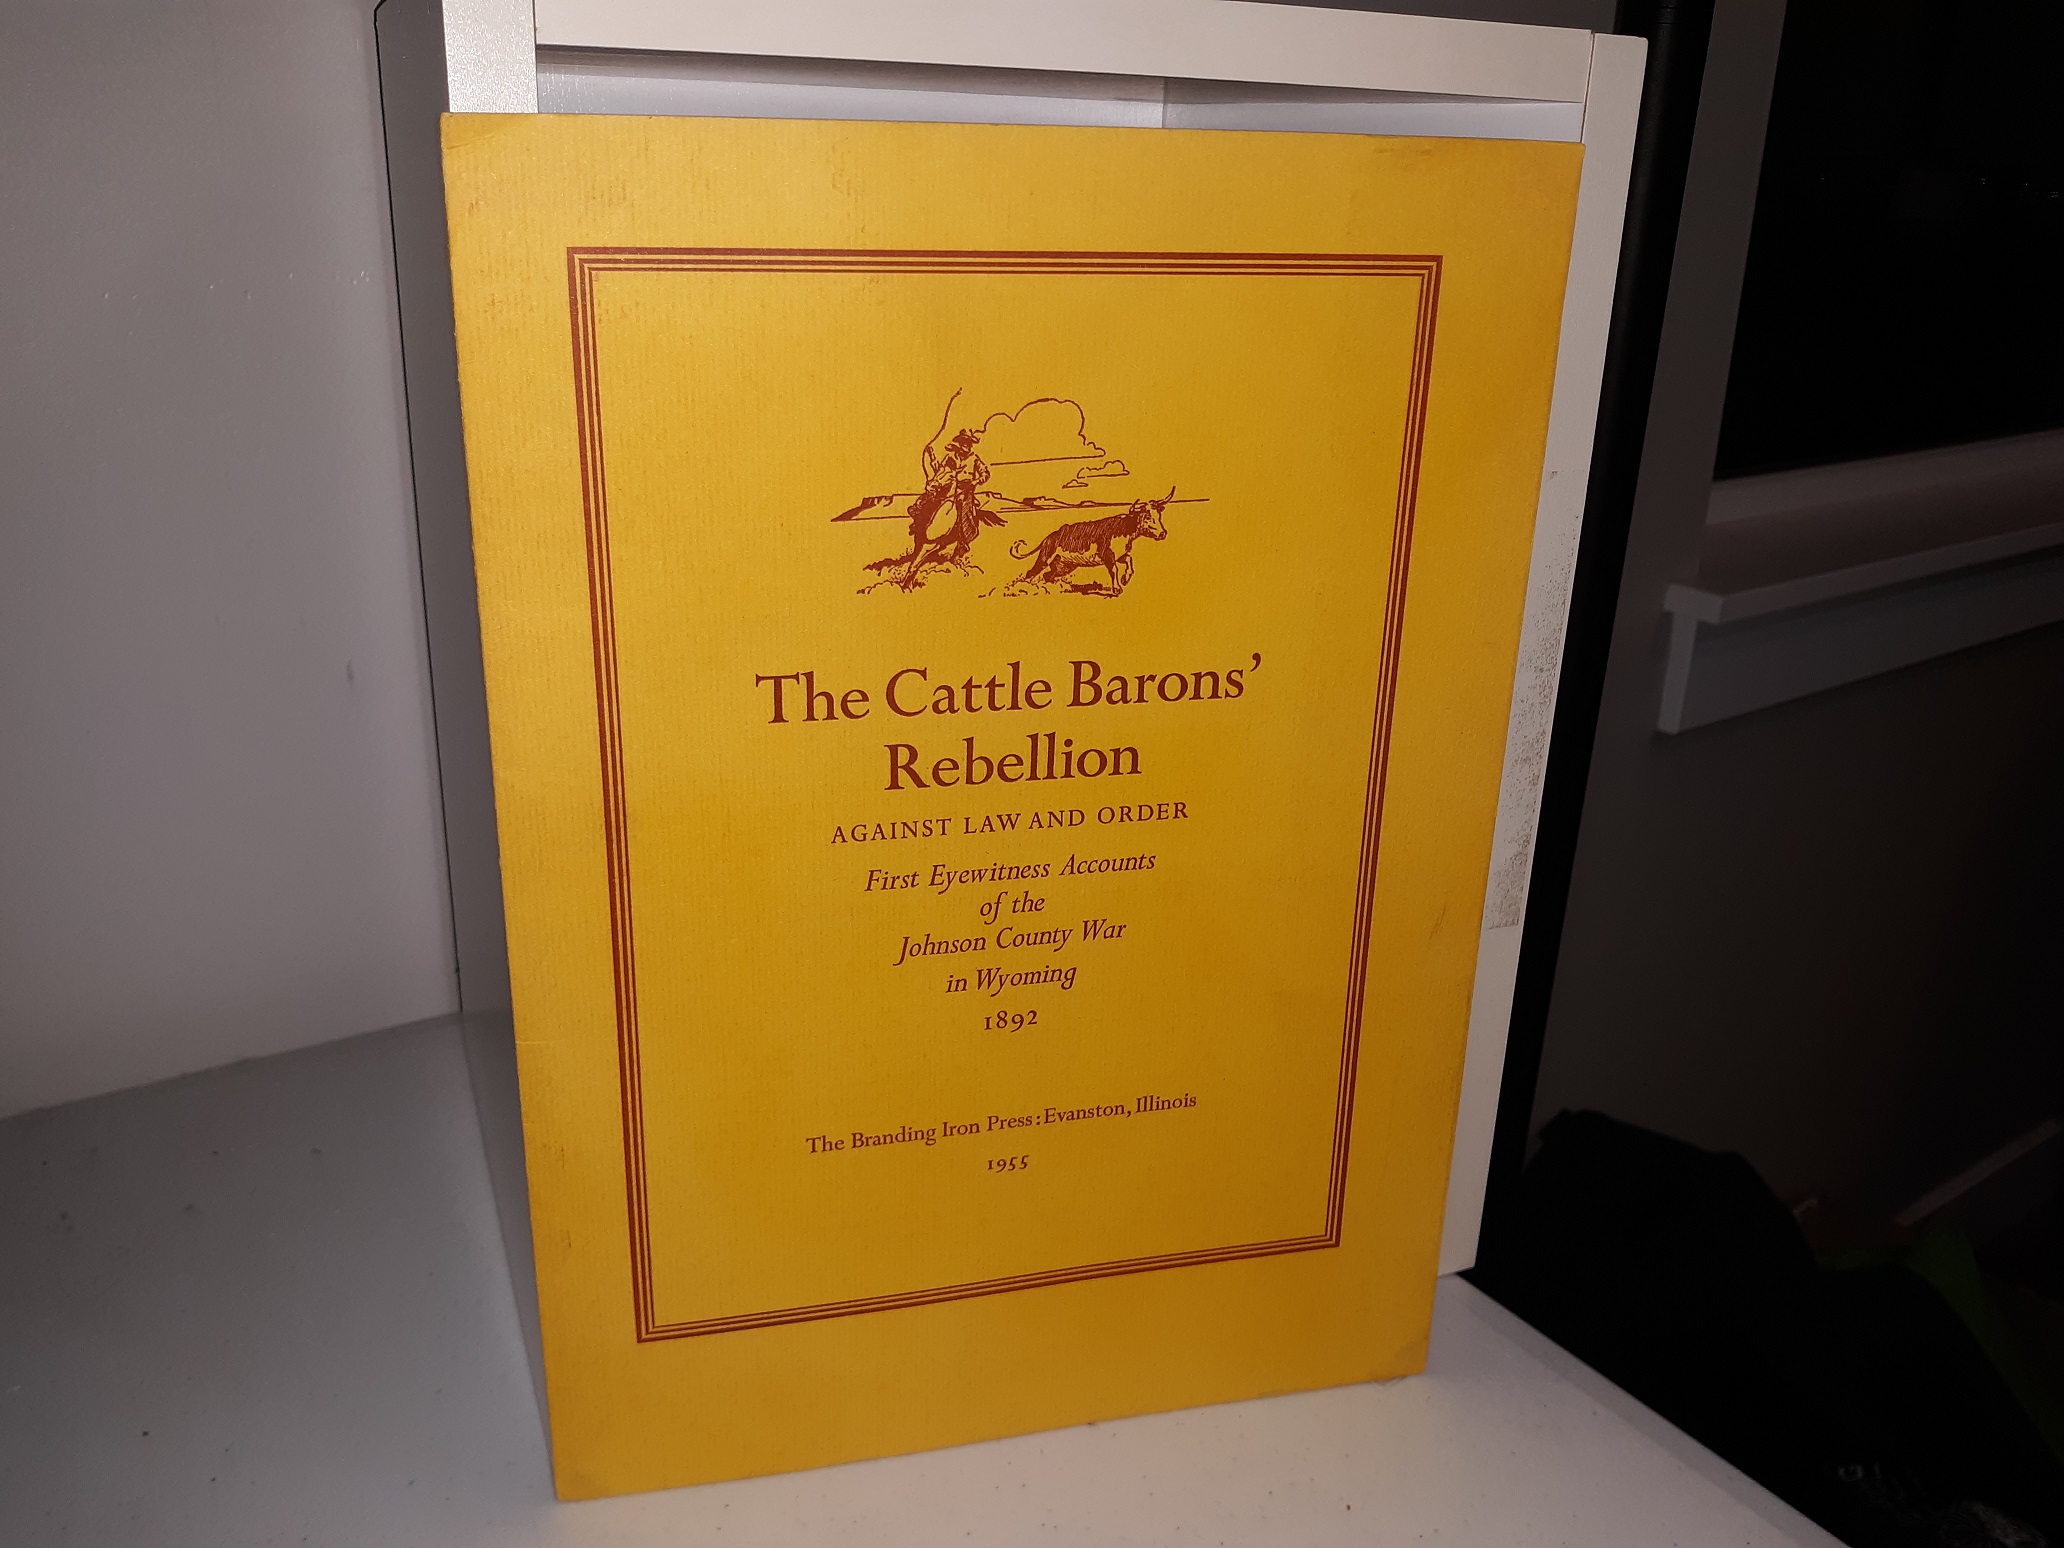 The Cattle Barons’
Rebellion
AGAINST LAW AND ORDER
First Eyewitness Accounts
of the
Johnson County War
in Wyoming
1892
The Branding Iron Press: Evanston, Illinois
1955